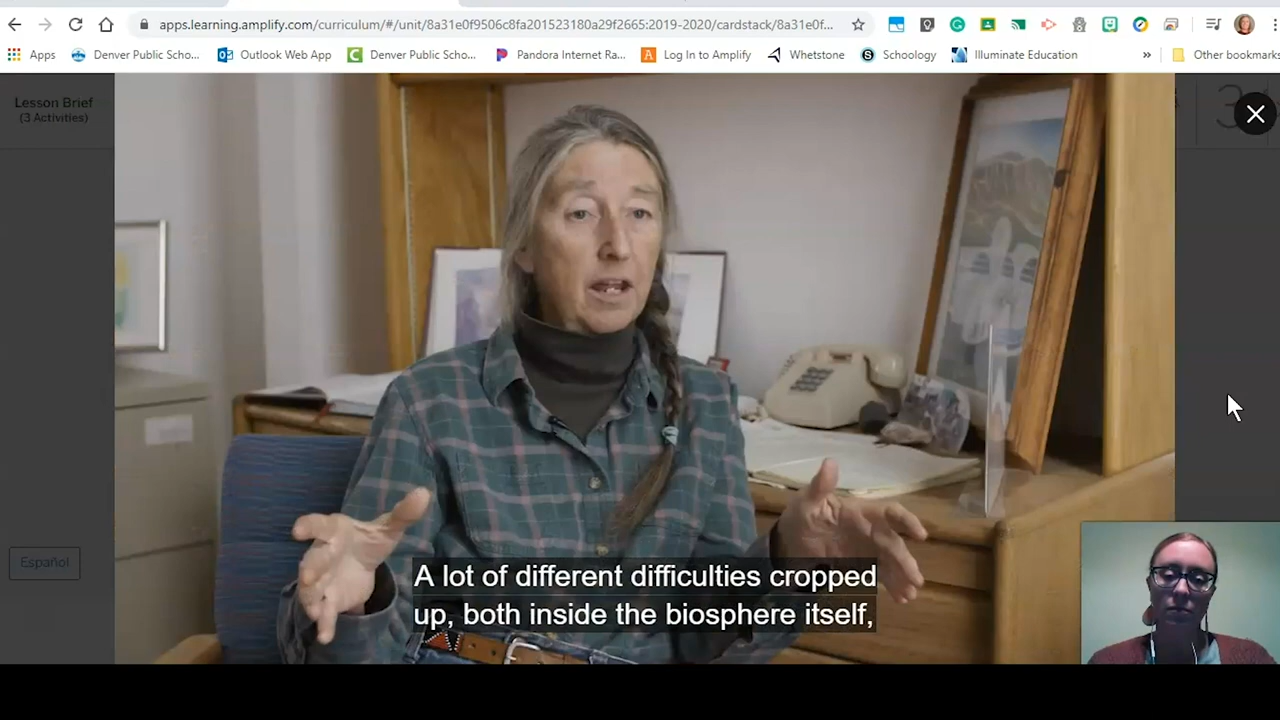 apps.learning.amplify.com/curriculum/#/unit/8a31e0f9506c8fa201523180a29f2665:2019-2020/cardstack/8a31e0f...
Apps
Denver Public Scho...
Outlook Web App
Denver Public Scho...
Pandora Internet Ra...
Log In to Amplify
Whetstone
Schoology
Illuminate Education
»
Other bookmarks
Lesson Brief
(3 Activities)
3
Español
A lot of different difficulties cropped
up, both inside the biosphere itself,